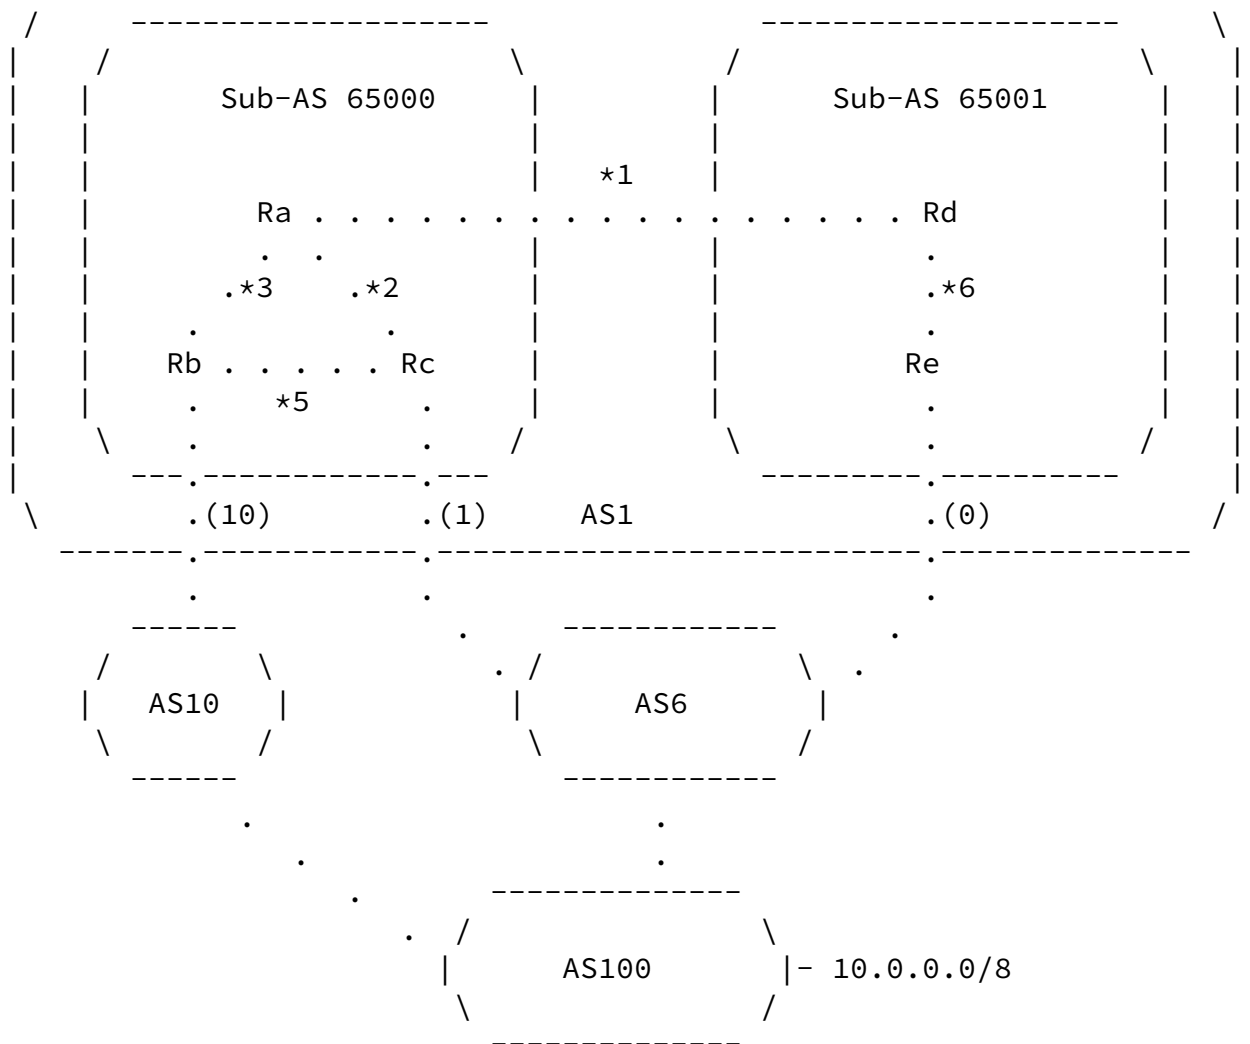 Sub-AS 65000 Sub-AS 65001
*1
Ra Rd
*3 *2 *6
Rb Rc Re
*5
(10) (1) AS1 (0)
AS10 AS6
AS100 10.0.0.0/8